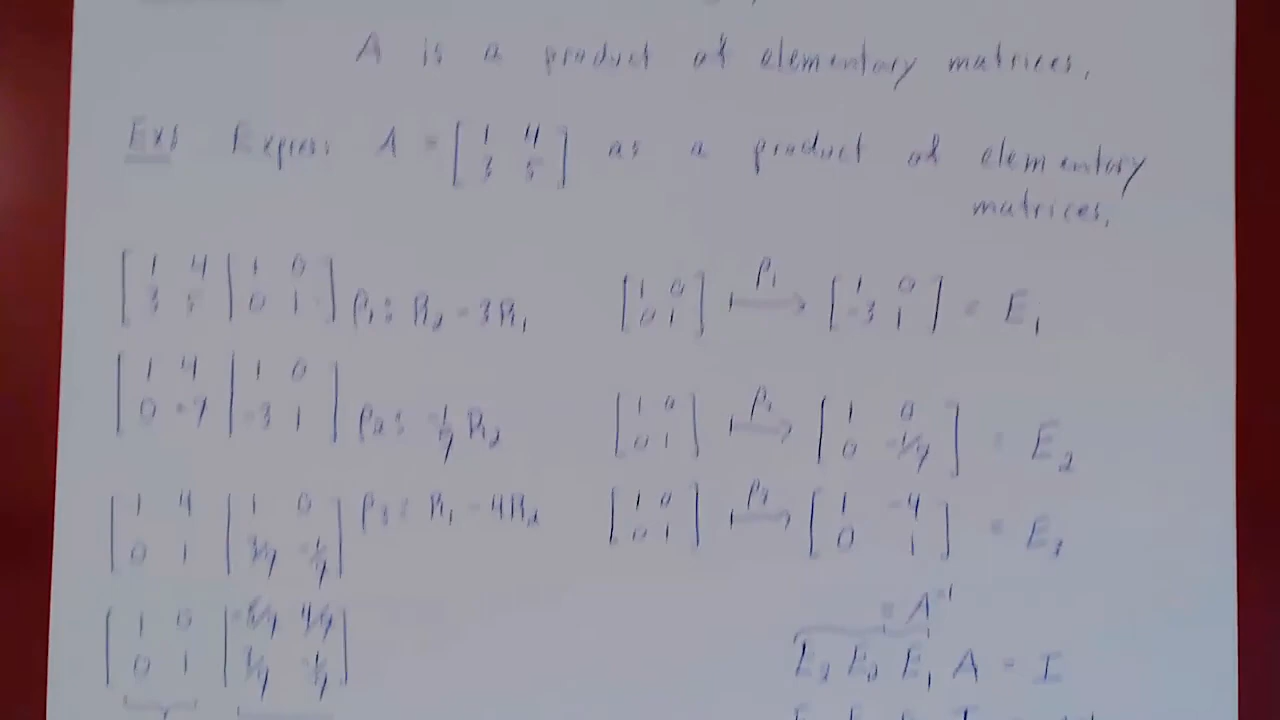 A is a product of elementary matrices.
Ex] Express A = [ 1 4 ; 3 5 ] as a product of elementary
matrices.
[ 1 4 | 1 0 ; 3 5 | 0 1 ] ρ₁: R₂ - 3R₁ [ 1 0 ; 0 1 ] ρ₁→ [ 1 0 ; -3 1 ] = E₁
[ 1 4 | 1 0 ; 0 -7 | -3 1 ] ρ₂: -1/7 R₂ [ 1 0 ; 0 1 ] → [ 1 0 ; 0 -1/7 ] = E₂
[ 1 4 | 1 0 ; 0 1 | 3/7 -1/7 ] ρ₃: R₁ - 4R₂ [ 1 0 ; 0 1 ] ρ₃→ [ 1 -4 ; 0 1 ] = E₃
[ 1 0 | -5/7 4/7 ; 0 1 | 3/7 -1/7 ]
= A⁻¹
E₃ E₂ E₁ A = I